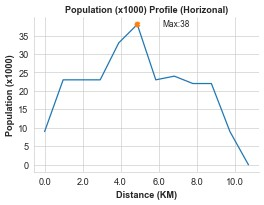 Population (x1000) Profile (Horizonal)
Max:38
Population (x1000)
35
30
25
20
15
10
5
0
0.0 2.0 4.0 6.0 8.0 10.0
Distance (KM)